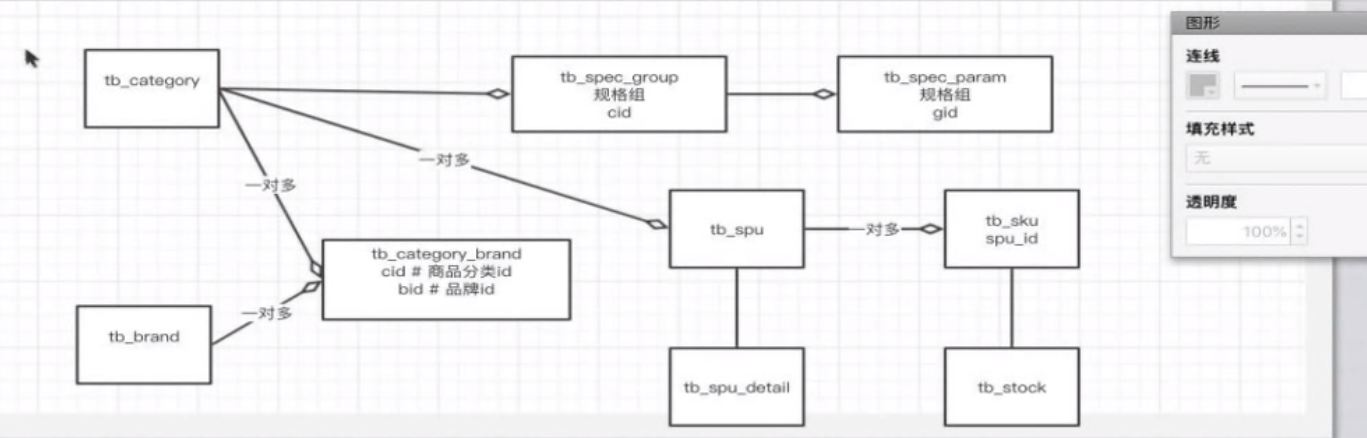 图形
连线
填充样式
无
透明度
100%
tb_category
tb_spec_group
规格组
cid
tb_spec_param
规格组
gid
一对多
一对多
tb_spu
一对多
tb_sku
spu_id
tb_category_brand
cid # 商品分类id
bid # 品牌id
一对多
tb_brand
tb_spu_detail
tb_stock